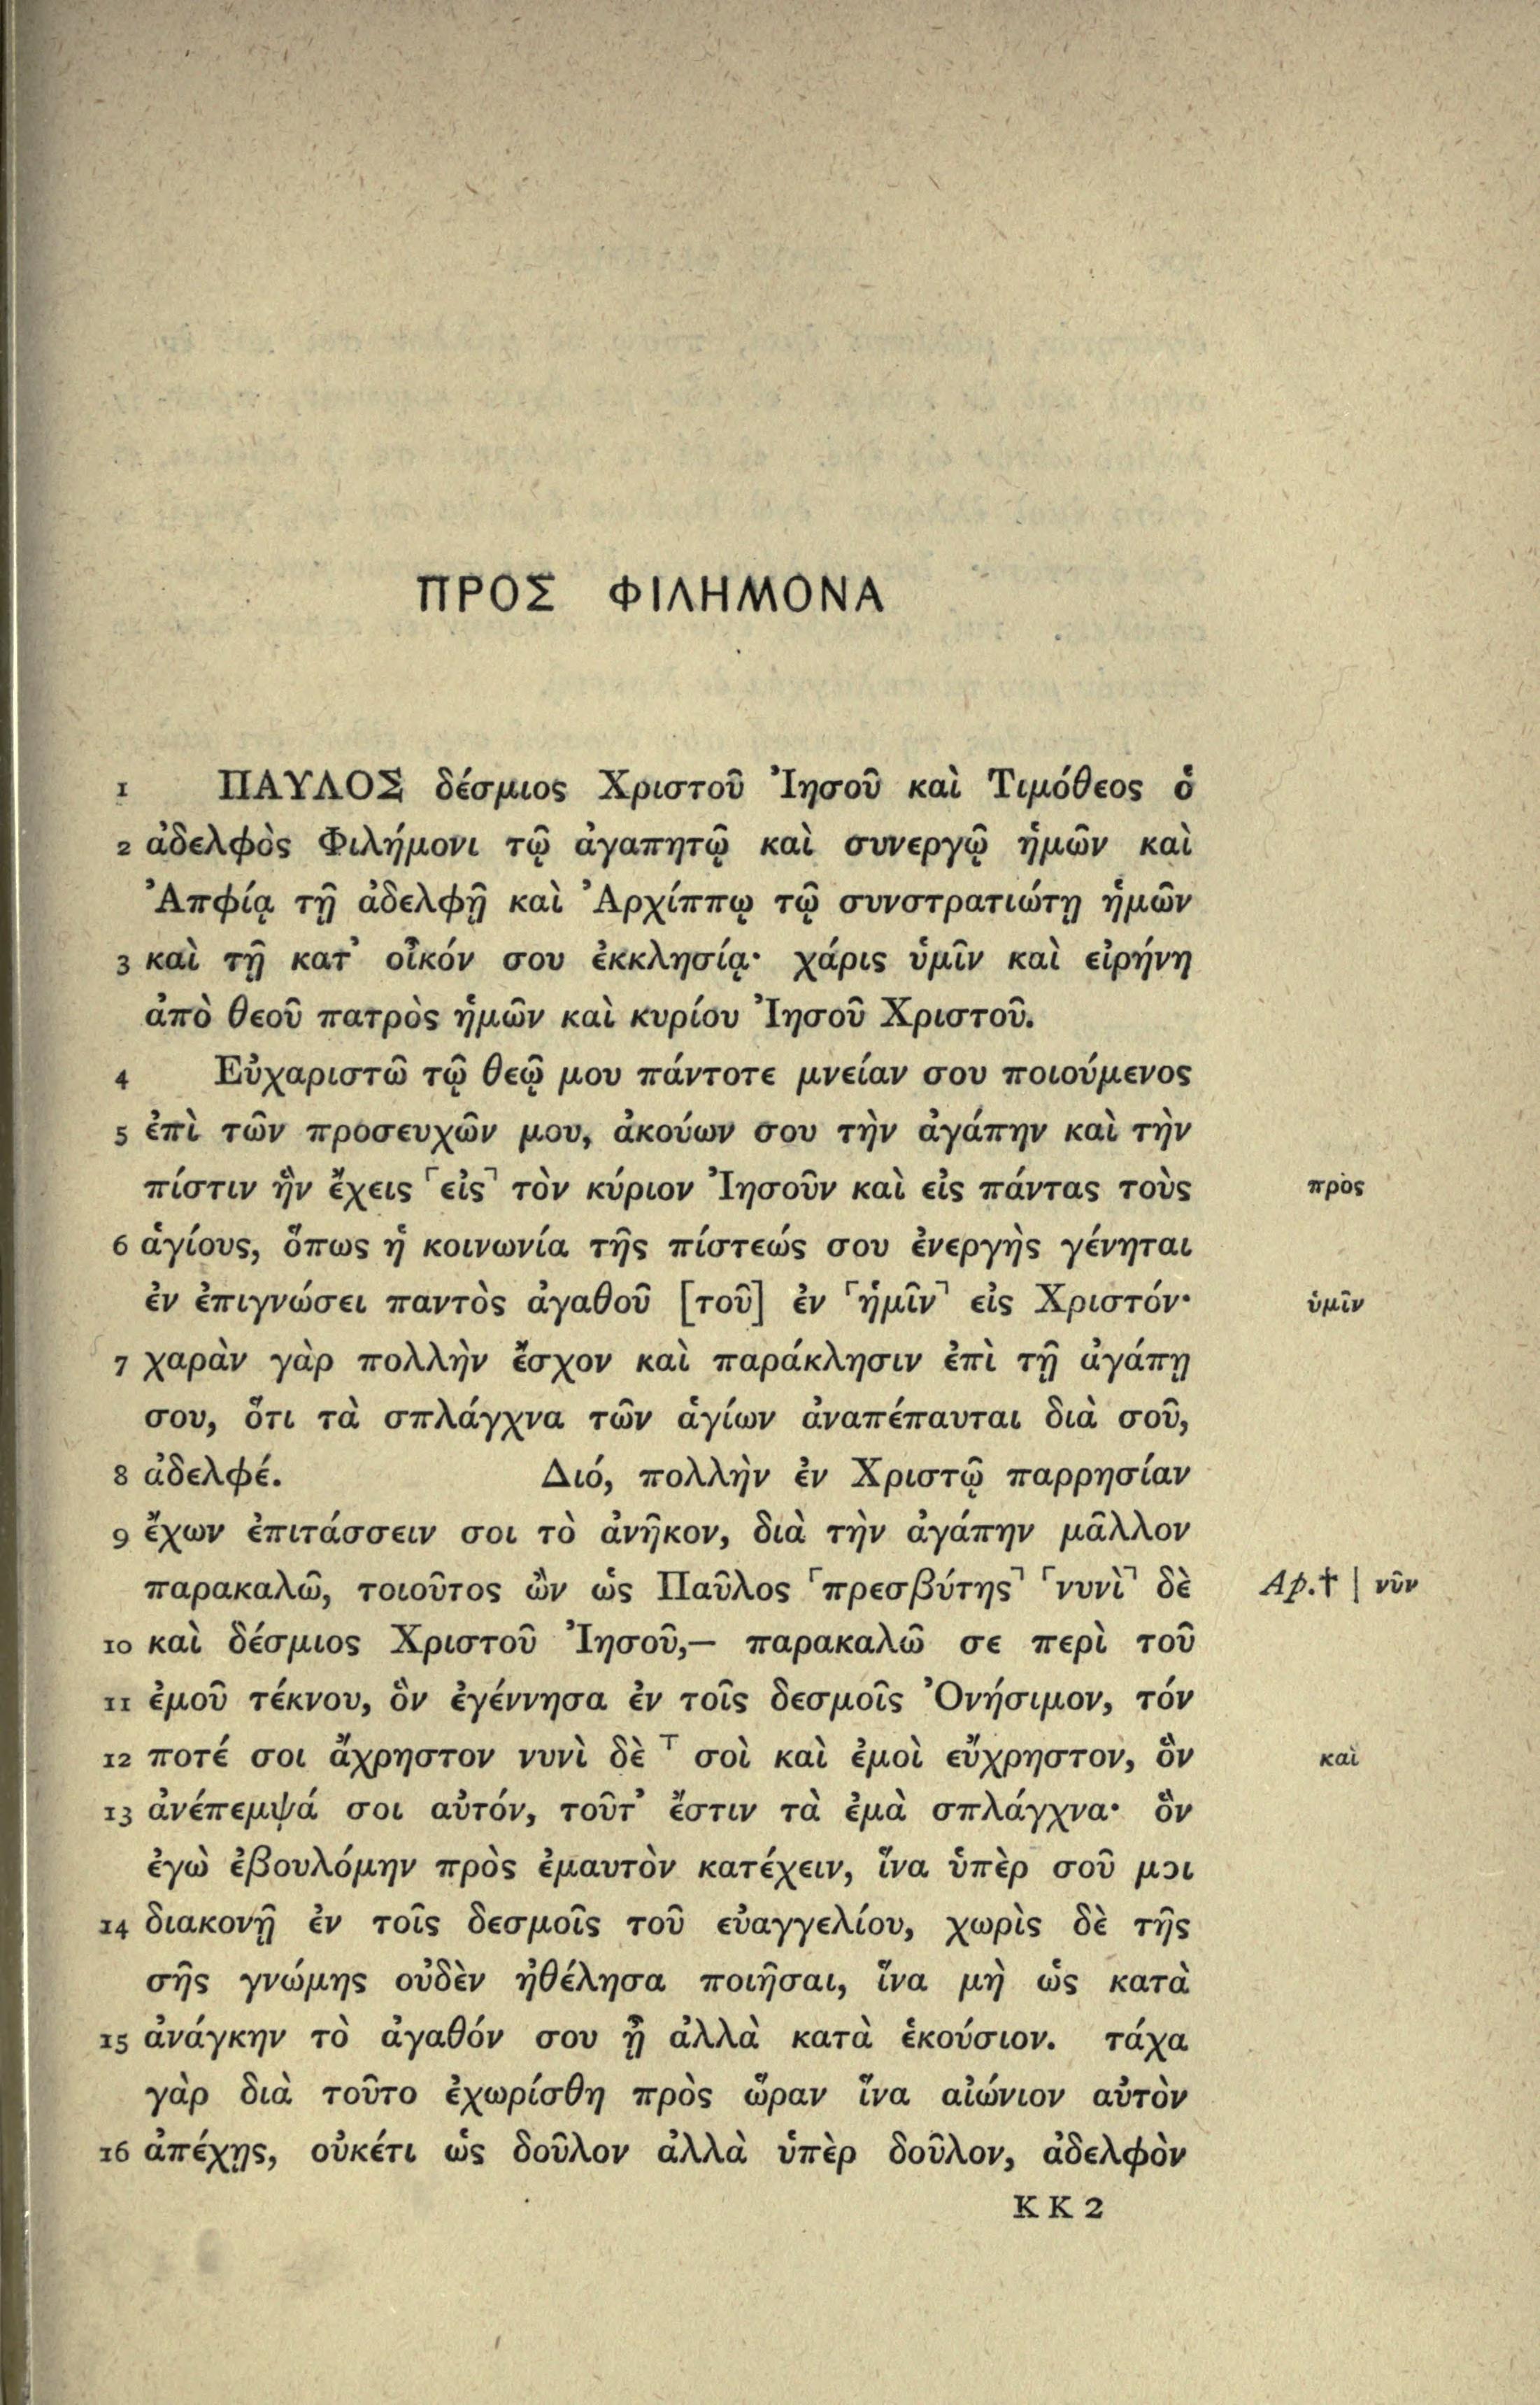 ΠΡΟΣ ΦΙΛΗΜΟΝΑ
1 ΠΑΥΛΟΣ δέσμιος Χριστοῦ Ἰησοῦ καὶ Τιμόθεος ὁ
2 ἀδελφὸς Φιλήμονι τῷ ἀγαπητῷ καὶ συνεργῷ ἡμῶν καὶ
Ἀπφίᾳ τῇ ἀδελφῇ καὶ Ἀρχίππῳ τῷ συνστρατιώτῃ ἡμῶν
3 καὶ τῇ κατ᾽ οἶκόν σου ἐκκλησίᾳ· χάρις ὑμῖν καὶ εἰρήνη
ἀπὸ θεοῦ πατρὸς ἡμῶν καὶ κυρίου Ἰησοῦ Χριστοῦ.
4 Εὐχαριστῶ τῷ θεῷ μου πάντοτε μνείαν σου ποιούμενος
5 ἐπὶ τῶν προσευχῶν μου, ἀκούων σου τὴν ἀγάπην καὶ τὴν
πίστιν ἣν ἔχεις ⌜εἰς⌝ τὸν κύριον Ἰησοῦν καὶ εἰς πάντας τοὺς πρὸς
6 ἁγίους, ὅπως ἡ κοινωνία τῆς πίστεώς σου ἐνεργὴς γένηται
ἐν ἐπιγνώσει παντὸς ἀγαθοῦ [τοῦ] ἐν ⌜ἡμῖν⌝ εἰς Χριστόν· ὑμῖν
7 χαρὰν γὰρ πολλὴν ἔσχον καὶ παράκλησιν ἐπὶ τῇ ἀγάπῃ
σου, ὅτι τὰ σπλάγχνα τῶν ἁγίων ἀναπέπαυται διὰ σοῦ,
8 ἀδελφέ. Διό, πολλὴν ἐν Χριστῷ παρρησίαν
9 ἔχων ἐπιτάσσειν σοι τὸ ἀνῆκον, διὰ τὴν ἀγάπην μᾶλλον
παρακαλῶ, τοιοῦτος ὢν ὡς Παῦλος ⌜πρεσβύτης⌝ ⌜νυνὶ⌝ δὲ Ap.† | νῦν
10 καὶ δέσμιος Χριστοῦ Ἰησοῦ,— παρακαλῶ σε περὶ τοῦ
11 ἐμοῦ τέκνου, ὃν ἐγέννησα ἐν τοῖς δεσμοῖς Ὀνήσιμον, τόν
12 ποτέ σοι ἄχρηστον νυνὶ δὲ ⊤ σοὶ καὶ ἐμοὶ εὔχρηστον, ὃν καὶ
13 ἀνέπεμψά σοι αὐτόν, τοῦτ᾽ ἔστιν τὰ ἐμὰ σπλάγχνα· ὃν
ἐγὼ ἐβουλόμην πρὸς ἐμαυτὸν κατέχειν, ἵνα ὑπὲρ σοῦ μοι
14 διακονῇ ἐν τοῖς δεσμοῖς τοῦ εὐαγγελίου, χωρὶς δὲ τῆς
σῆς γνώμης οὐδὲν ἠθέλησα ποιῆσαι, ἵνα μὴ ὡς κατὰ
15 ἀνάγκην τὸ ἀγαθόν σου ᾖ ἀλλὰ κατὰ ἑκούσιον. τάχα
γὰρ διὰ τοῦτο ἐχωρίσθη πρὸς ὥραν ἵνα αἰώνιον αὐτὸν
16 ἀπέχῃς, οὐκέτι ὡς δοῦλον ἀλλὰ ὑπὲρ δοῦλον, ἀδελφὸν
K K 2